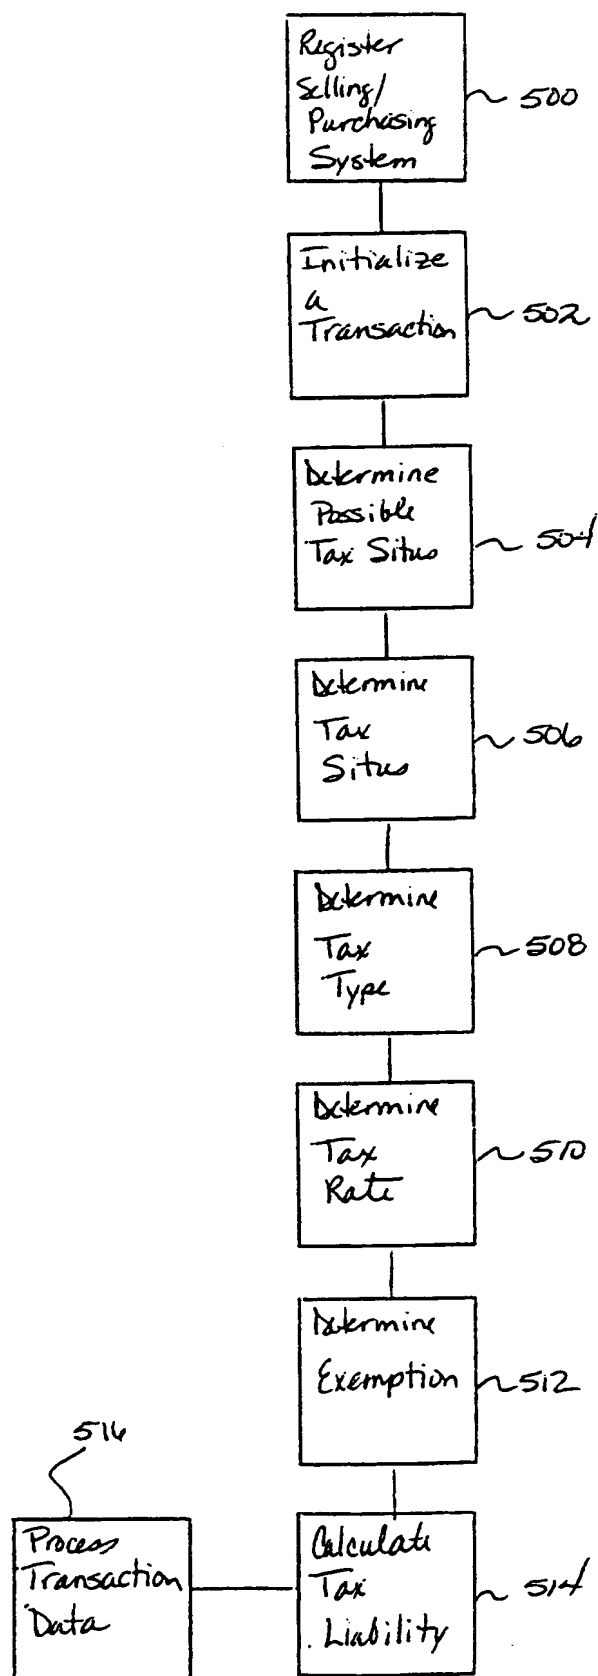 Register
Selling/
Purchasing
System
500
Initialize
a
Transaction
502
Determine
Possible
Tax Situs
504
Determine
Tax
Situs
506
Determine
Tax
Type
508
Determine
Tax
Rate
510
Determine
Exemption
512
516
Process
Transaction
Data
Calculate
Tax
Liability
514